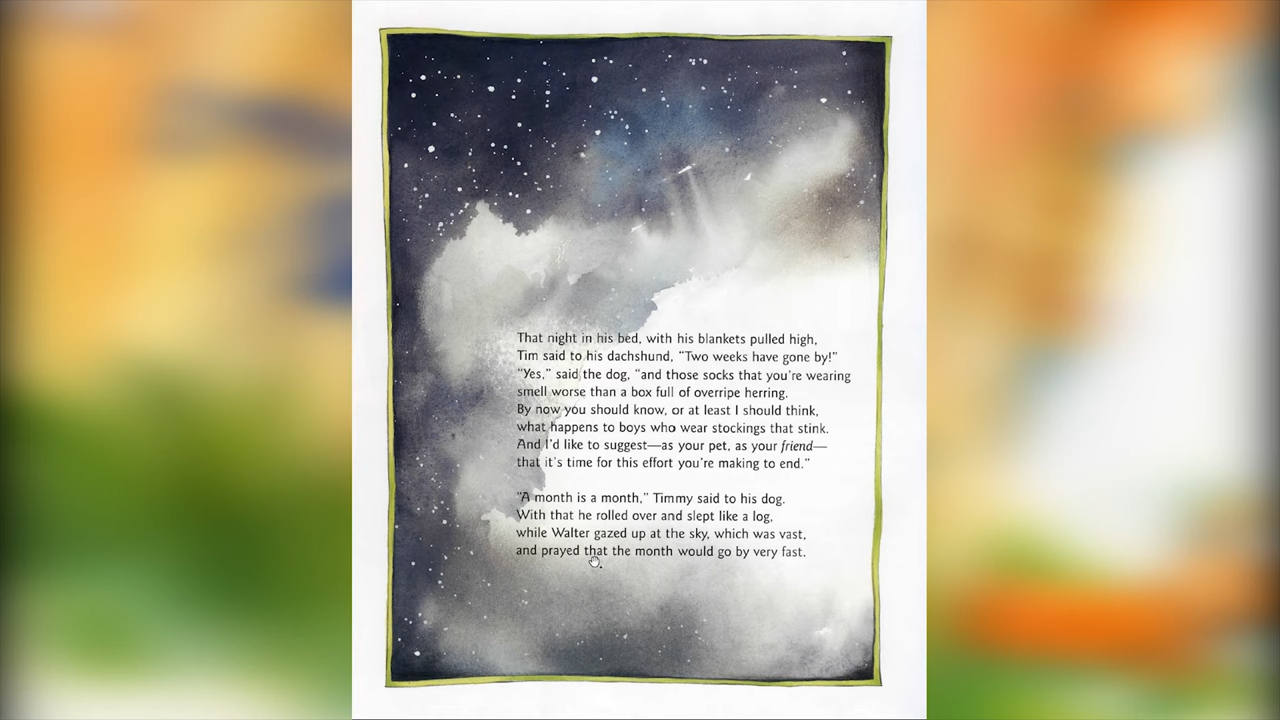 That night in his bed, with his blankets pulled high,
Tim said to his dachshund, “Two weeks have gone by!”
“Yes,” said the dog, “and those socks that you’re wearing
smell worse than a box full of overripe herring.
By now you should know, or at least I should think,
what happens to boys who wear stockings that stink.
And I’d like to suggest—as your pet, as your friend—
that it’s time for this effort you’re making to end.”
“A month is a month,” Timmy said to his dog.
With that he rolled over and slept like a log,
while Walter gazed up at the sky, which was vast,
and prayed that the month would go by very fast.